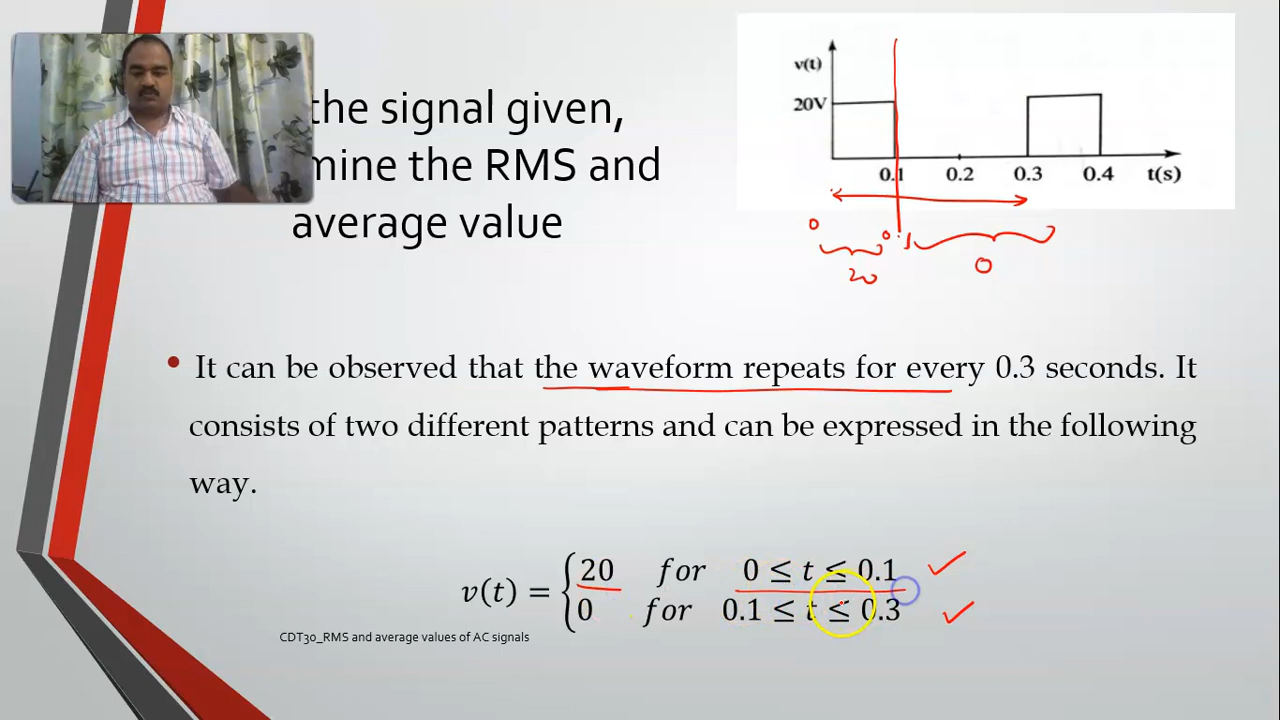 the signal given,
mine the RMS and
average value
v(t)
20V
0.1 0.2 0.3 0.4 t(s)
0 0.1
20 0
• It can be observed that the waveform repeats for every 0.3 seconds. It
consists of two different patterns and can be expressed in the following
way.
v(t) = {20 for 0 ≤ t ≤ 0.1
0 for 0.1 ≤ t ≤ 0.3
CDT30_RMS and average values of AC signals